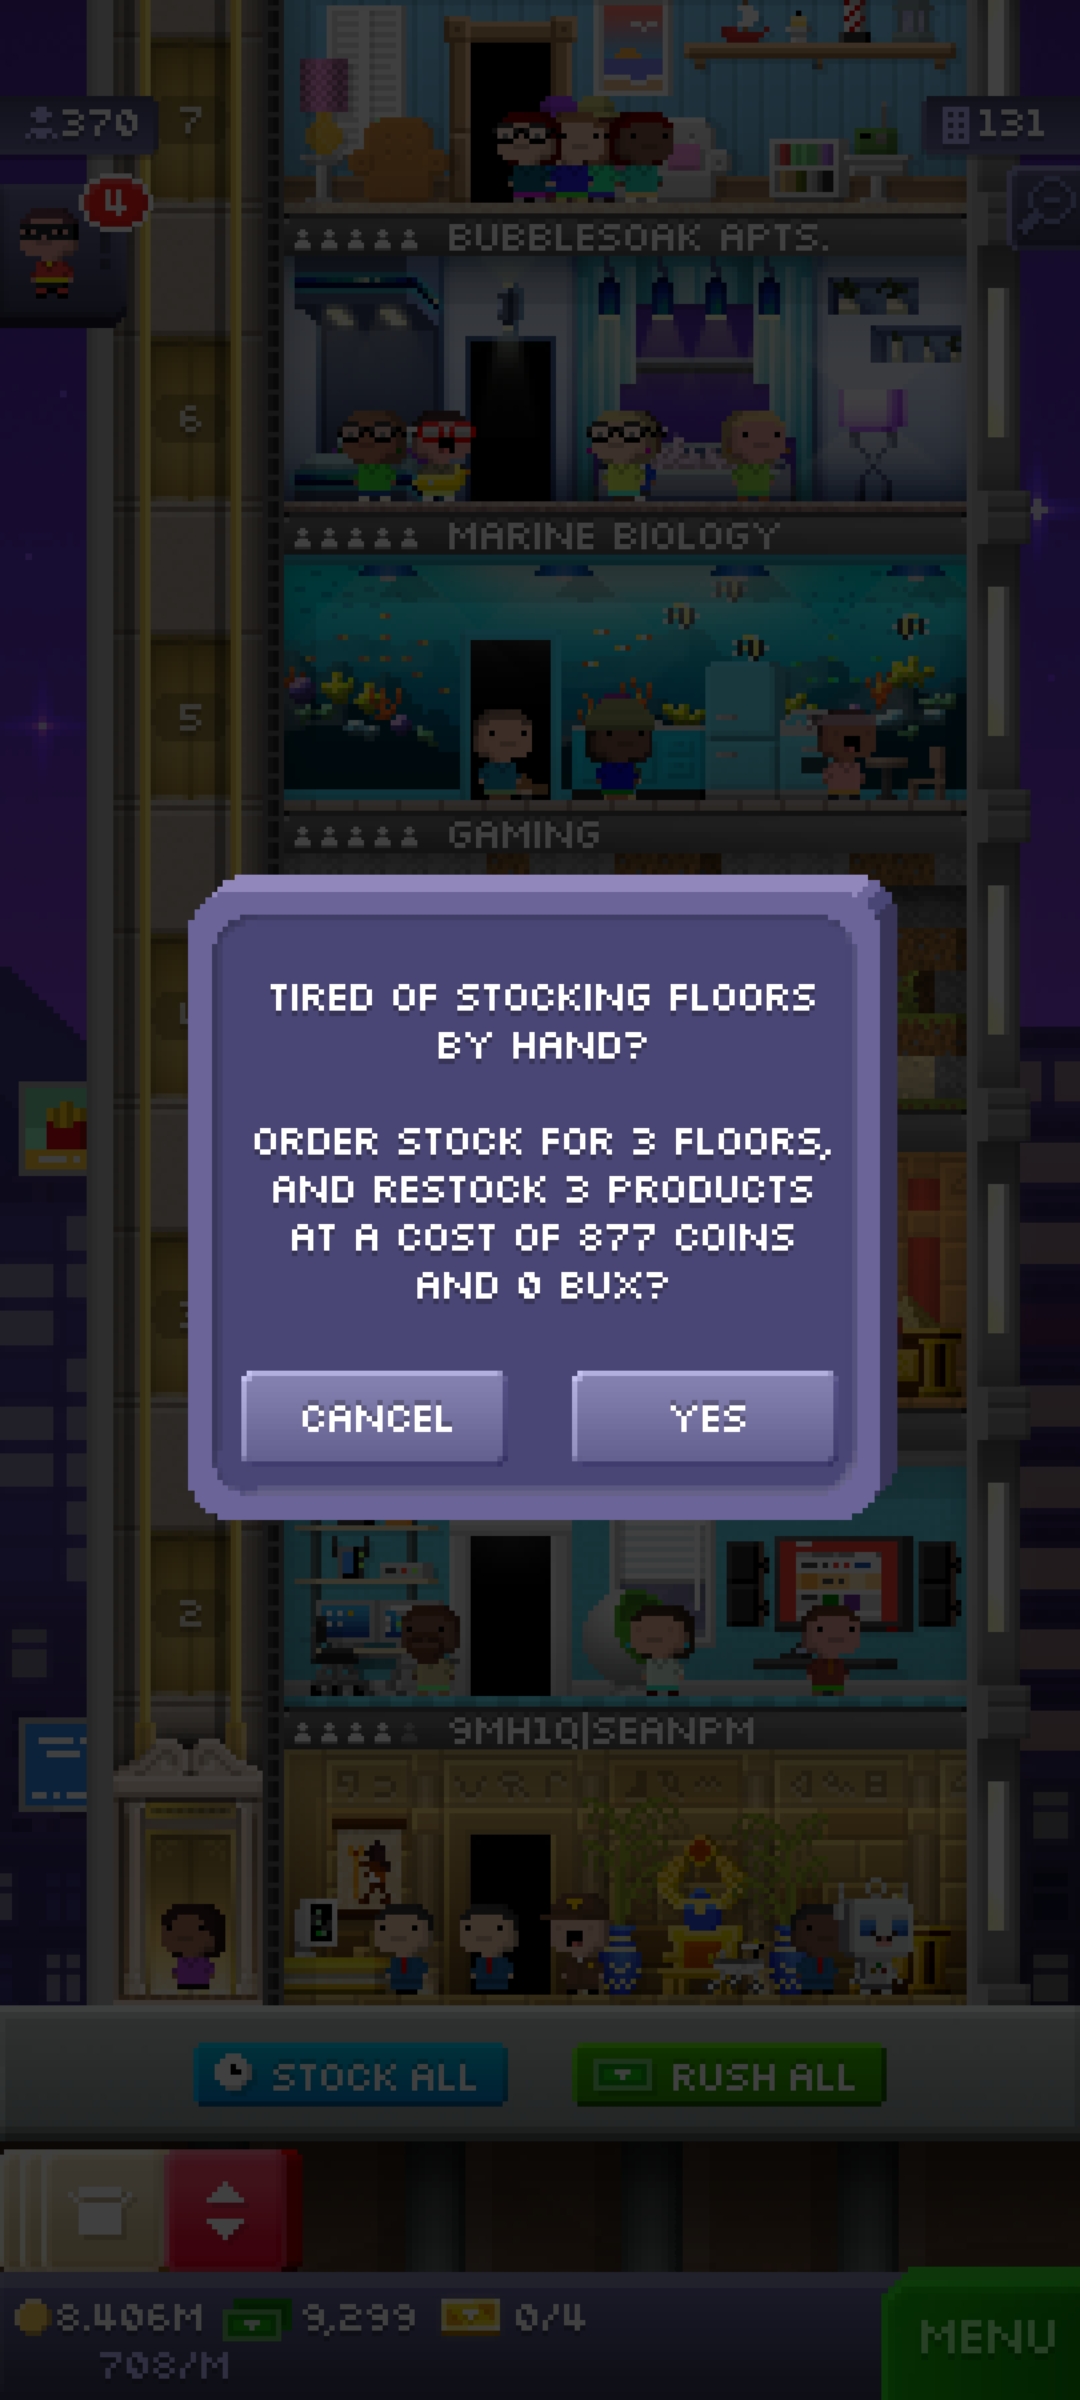 370
7
131
4
BUBBLESOAK APTS.
6
MARINE BIOLOGY
5
GAMING
TIRED OF STOCKING FLOORS
BY HAND?
ORDER STOCK FOR 3 FLOORS,
AND RESTOCK 3 PRODUCTS
AT A COST OF 877 COINS
AND 0 BUX?
CANCEL
YES
2
9MH1Q|SEANPM
STOCK ALL
RUSH ALL
8.406M
9,299
0/4
708/M
MENU